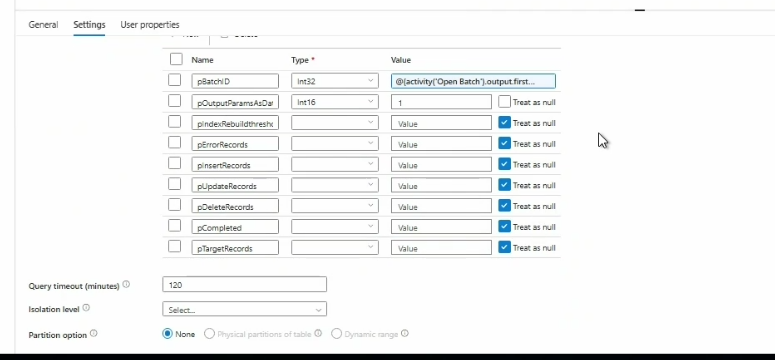 General Settings User properties
Name Type * Value
pBatchID Int32 @{activity('Open Batch').output.first...
pOutputParamsAsDat Int16 1 Treat as null
pIndexRebuildthresho Value Treat as null
pErrorRecords Value Treat as null
pInsertRecords Value Treat as null
pUpdateRecords Value Treat as null
pDeleteRecords Value Treat as null
pCompleted Value Treat as null
pTargetRecords Value Treat as null
Query timeout (minutes) 120
Isolation level Select...
Partition option None Physical partitions of table Dynamic range